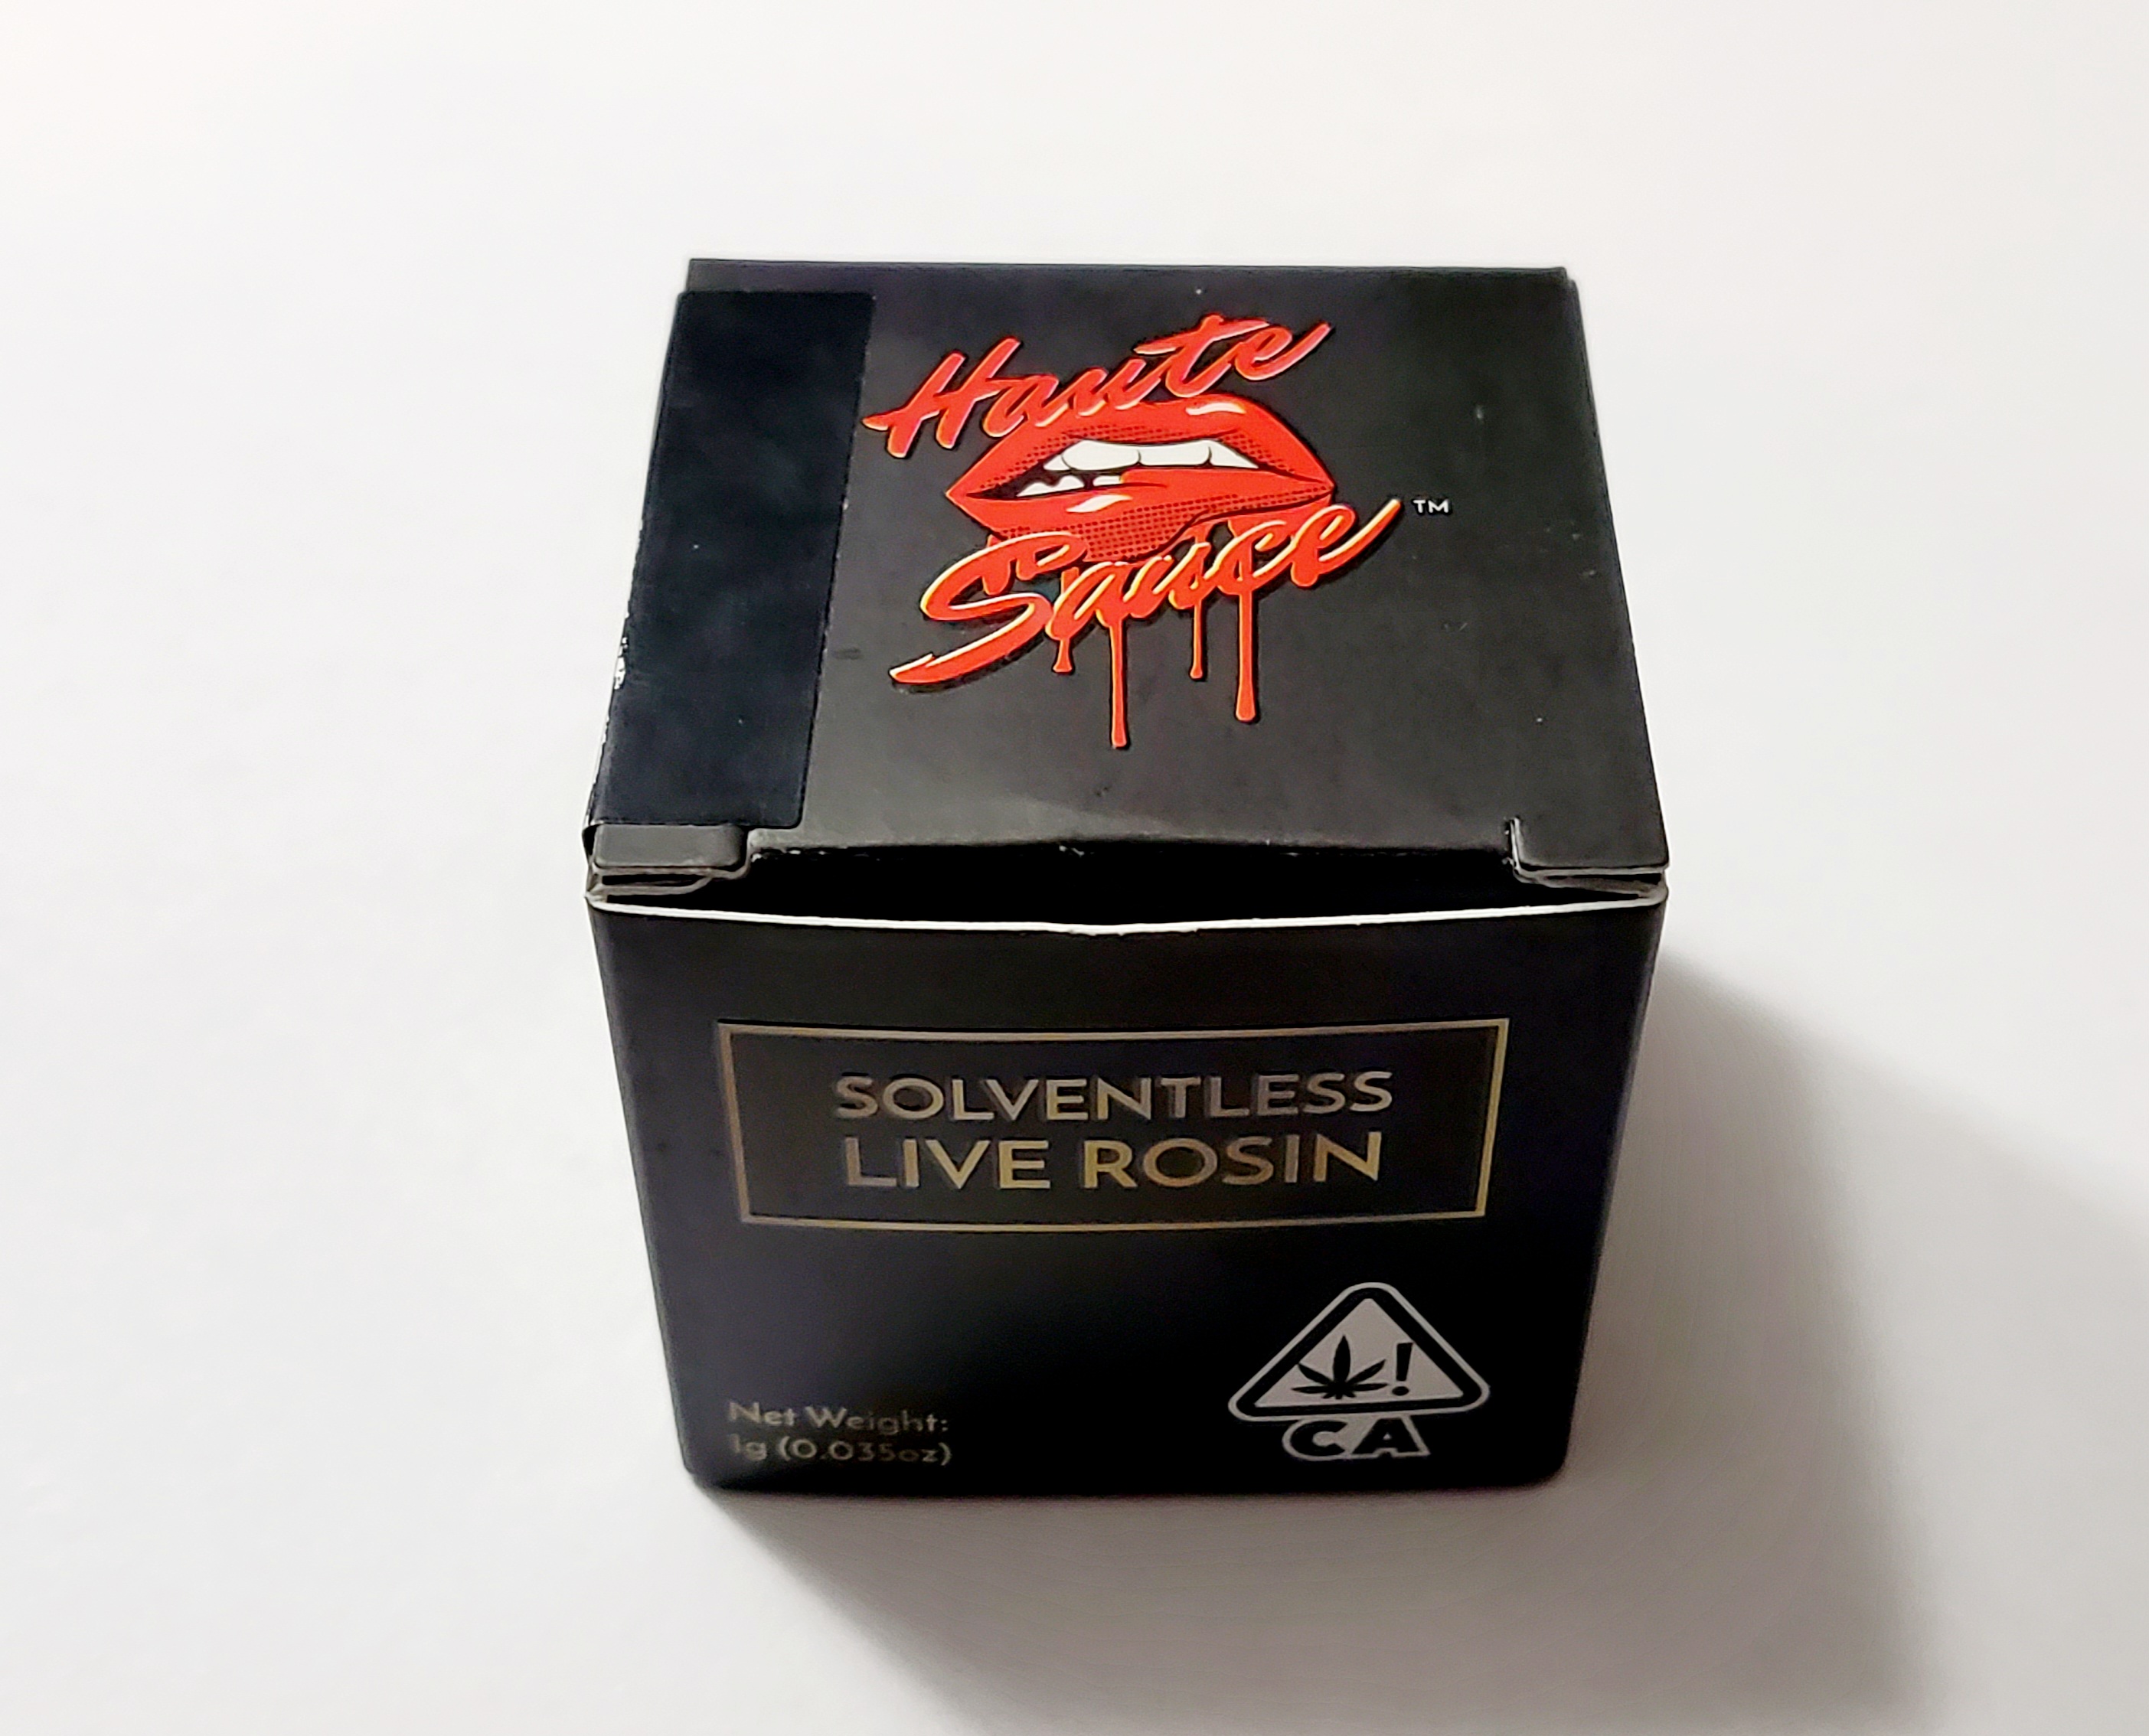 Haute
Sauce ™
SOLVENTLESS
LIVE ROSIN
Net Weight:
1g (0.035oz)
!
CA